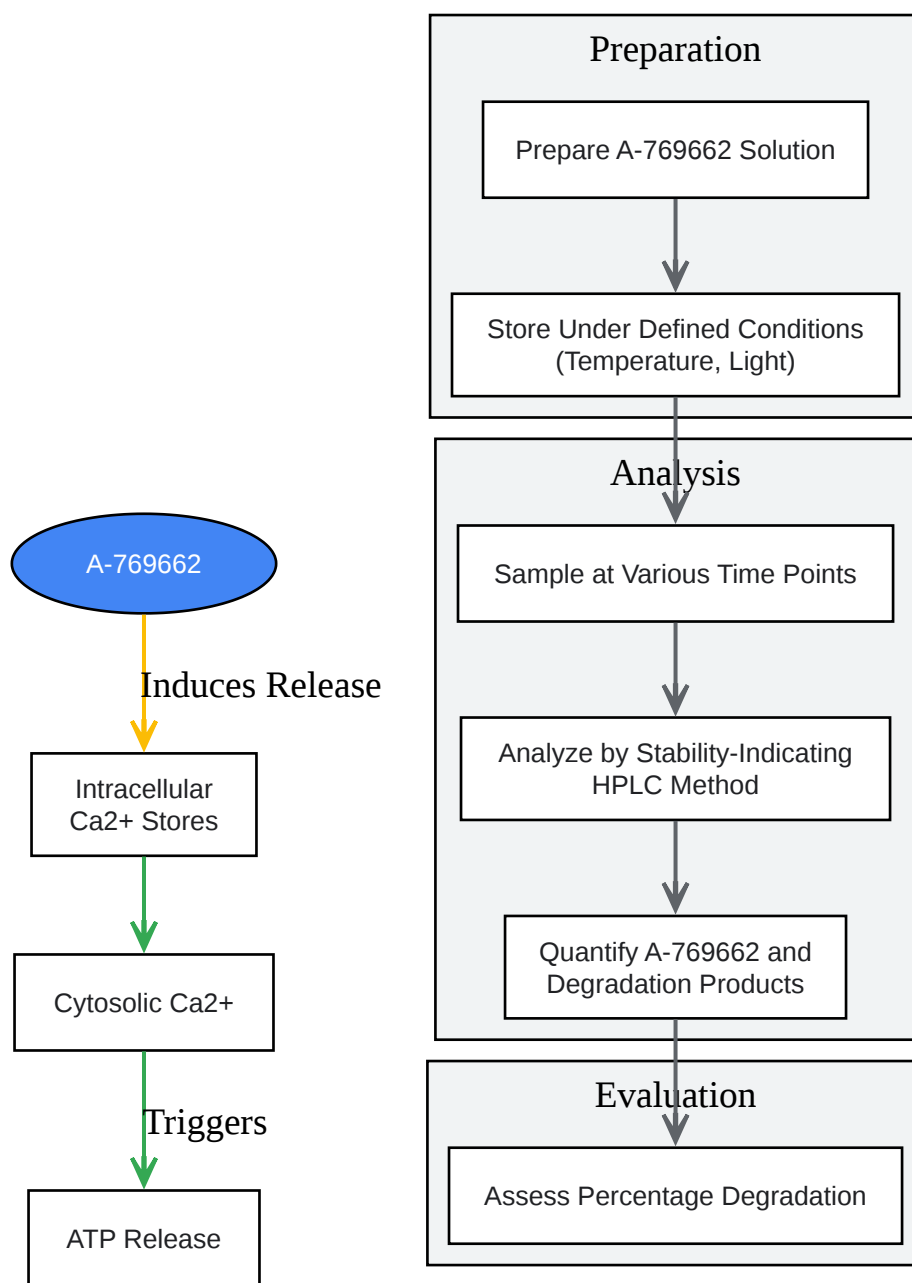 Preparation
Prepare A-769662 Solution
Store Under Defined Conditions
(Temperature, Light)
Analysis
Sample at Various Time Points
Analyze by Stability-Indicating
HPLC Method
Quantify A-769662 and
Degradation Products
Evaluation
Assess Percentage Degradation
A-769662
Induces Release
Intracellular
Ca2+ Stores
Cytosolic Ca2+
Triggers
ATP Release